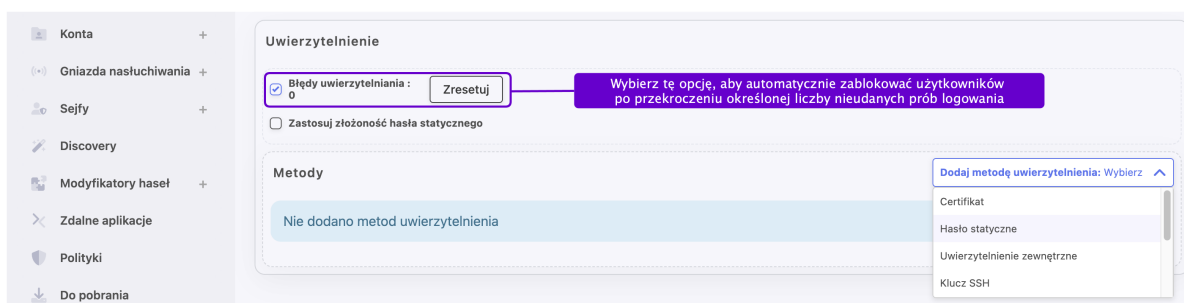 Konta +
Gniazda nasłuchiwania +
Sejfy +
Discovery
Modyfikatory haseł +
Zdalne aplikacje
Polityki
Do pobrania
Uwierzytelnienie
Błędy uwierzytelniania :
0
Zresetuj
Wybierz tę opcję, aby automatycznie zablokować użytkowników
po przekroczeniu określonej liczby nieudanych prób logowania
Zastosuj złożoność hasła statycznego
Metody
Dodaj metodę uwierzytelnienia: Wybierz
Nie dodano metod uwierzytelnienia
Certifikat
Hasło statyczne
Uwierzytelnienie zewnętrzne
Klucz SSH